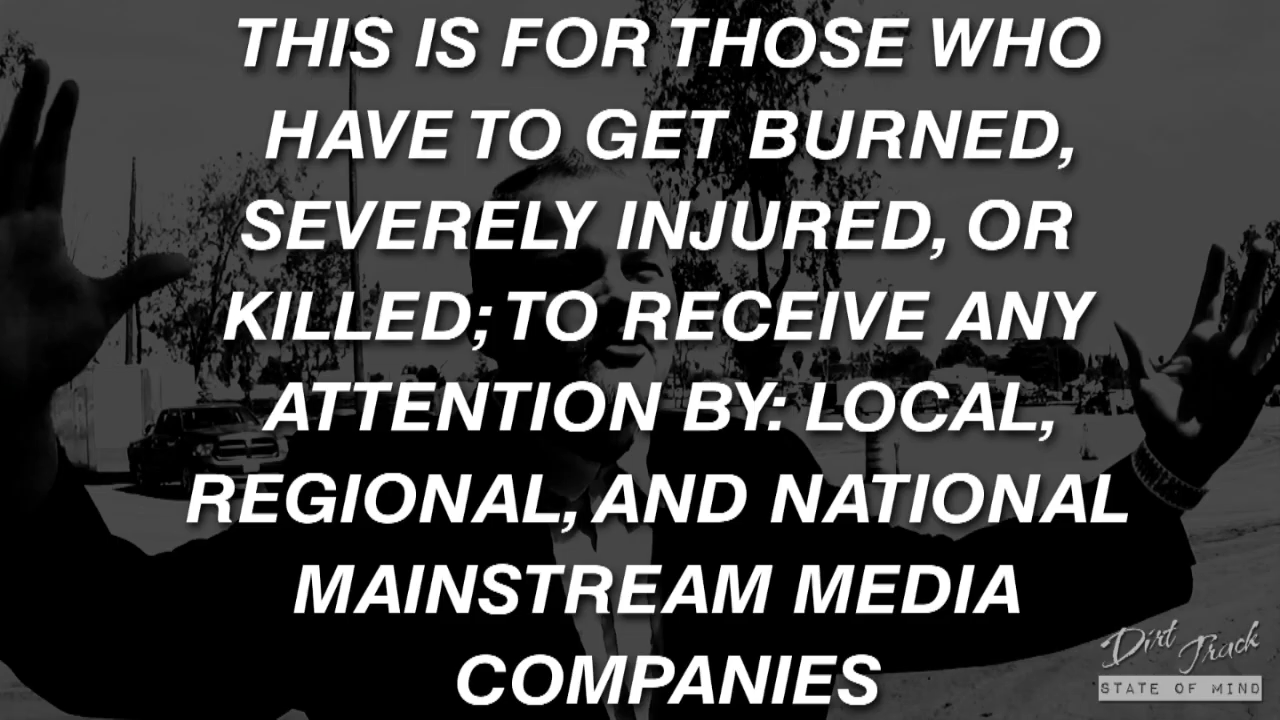 THIS IS FOR THOSE WHO
HAVE TO GET BURNED,
SEVERELY INJURED, OR
KILLED; TO RECEIVE ANY
ATTENTION BY: LOCAL,
REGIONAL, AND NATIONAL
MAINSTREAM MEDIA
COMPANIES
Dirt Track
STATE OF MIND